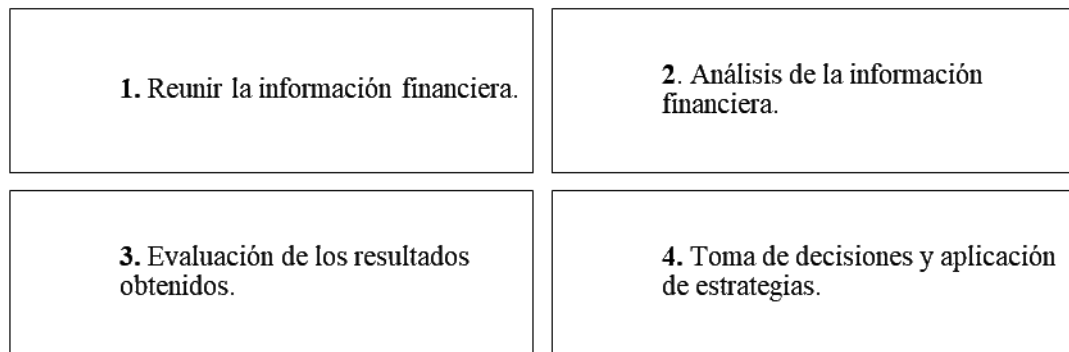 1. Reunir la información financiera.
2. Análisis de la información
financiera.
3. Evaluación de los resultados
obtenidos.
4. Toma de decisiones y aplicación
de estrategias.